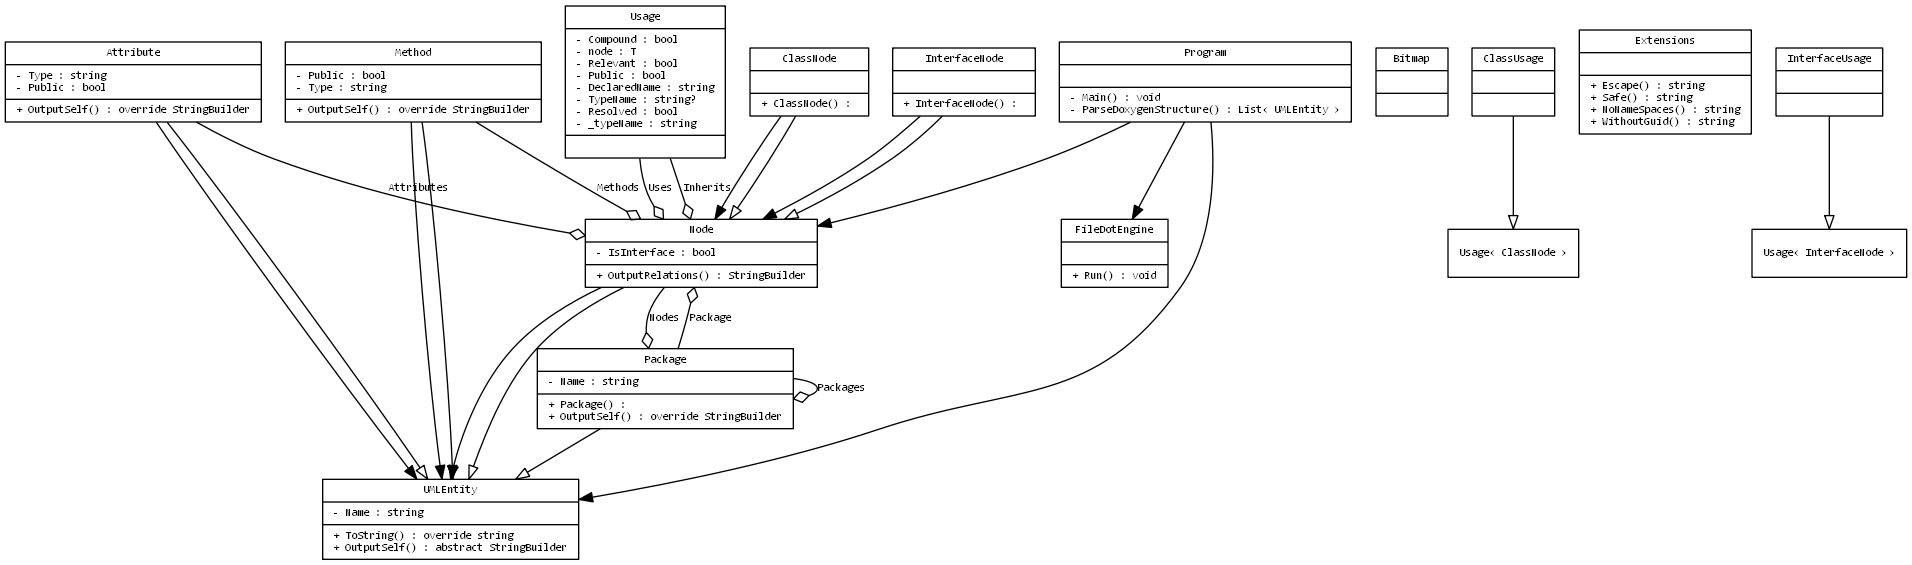 Attribute
- Type : string
- Public : bool
+ OutputSelf() : override StringBuilder
Method
- Public : bool
- Type : string
+ OutputSelf() : override StringBuilder
Usage
- Compound : bool
- node : T
- Relevant : bool
- Public : bool
- DeclaredName : string
- TypeName : string?
- Resolved : bool
- _typeName : string
ClassNode
+ ClassNode() :
InterfaceNode
+ InterfaceNode() :
Program
- Main() : void
- ParseDoxygenStructure() : List< UMLEntity >
Bitmap
ClassUsage
Extensions
+ Escape() : string
+ Safe() : string
+ NoNameSpaces() : string
+ WithoutGuid() : string
InterfaceUsage
Attributes
Methods
Uses
Inherits
Node
- IsInterface : bool
+ OutputRelations() : StringBuilder
FileDotEngine
+ Run() : void
Usage< ClassNode >
Usage< InterfaceNode >
Nodes
Package
Package
- Name : string
+ Package() :
+ OutputSelf() : override StringBuilder
Packages
UMLEntity
- Name : string
+ ToString() : override string
+ OutputSelf() : abstract StringBuilder